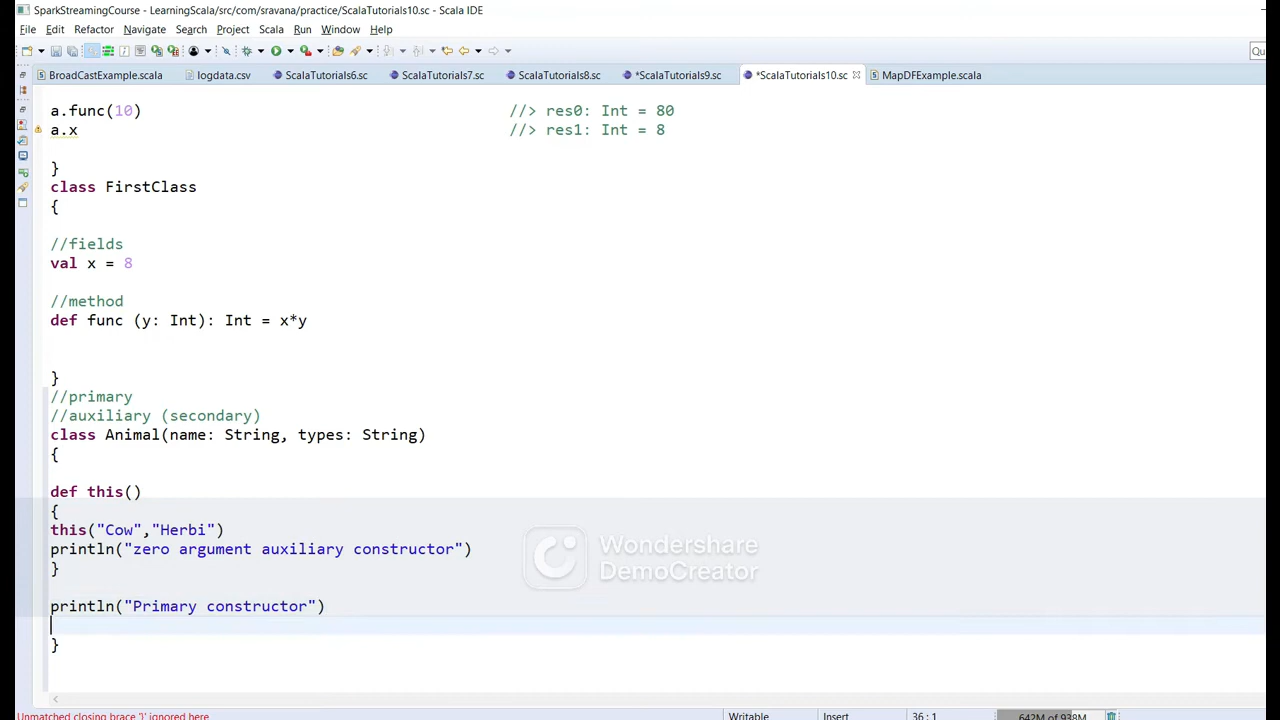 SparkStreamingCourse - LearningScala/src/com/sravana/practice/ScalaTutorials10.sc - Scala IDE
File Edit Refactor Navigate Search Project Scala Run Window Help
Qu
BroadCastExample.scala logdata.csv ScalaTutorials6.sc ScalaTutorials7.sc ScalaTutorials8.sc *ScalaTutorials9.sc *ScalaTutorials10.sc MapDFExample.scala
a.func(10) //> res0: Int = 80
a.x //> res1: Int = 8
}
class FirstClass
{
//fields
val x = 8
//method
def func (y: Int): Int = x*y
}
//primary
//auxiliary (secondary)
class Animal(name: String, types: String)
{
def this()
{
this("Cow","Herbi")
println("zero argument auxiliary constructor")
}
println("Primary constructor")
}
Wondershare
DemoCreator
Unmatched closing brace '}' ignored here Writable Insert 36 : 1 642M of 938M